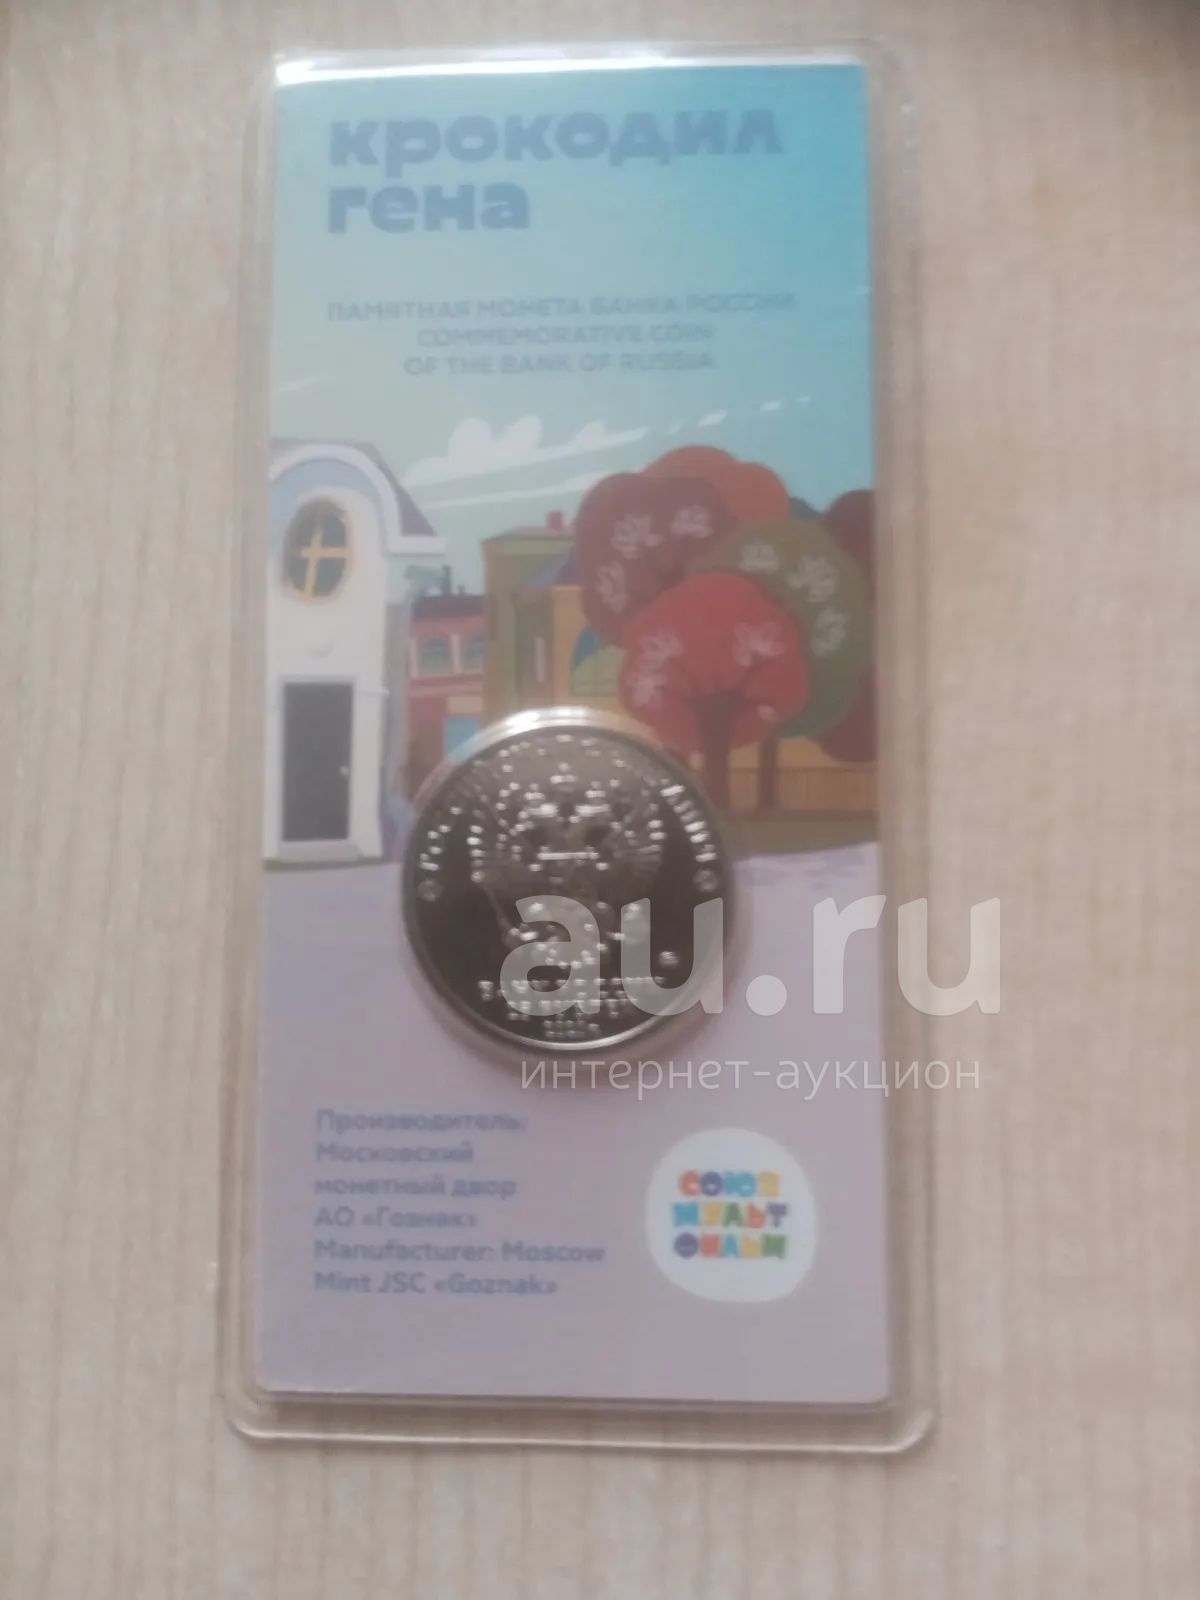 крокодил
гена
ПАМЯТНАЯ МОНЕТА БАНКА РОССИИ
COMMEMORATIVE COIN
OF THE BANK OF RUSSIA
au.ru
интернет-аукцион
Производитель:
Московский
монетный двор
АО «Гознак»
Manufacturer: Moscow
Mint JSC «Goznak»
СОЮЗ
МУЛЬТ
ФИЛЬМ